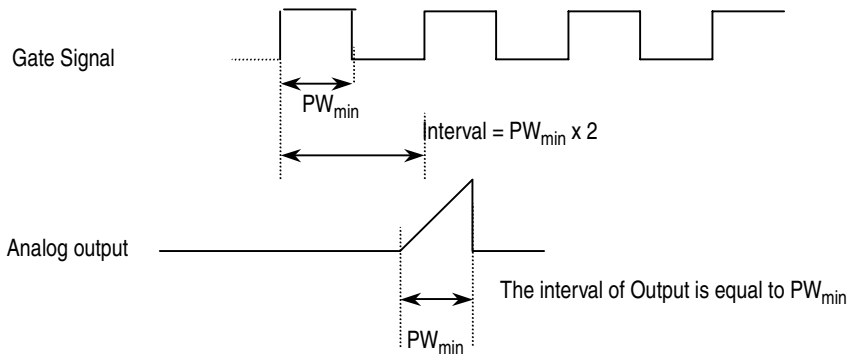 Gate Signal
PWmin
Interval = PWmin x 2
Analog output
The interval of Output is equal to PWmin
PWmin